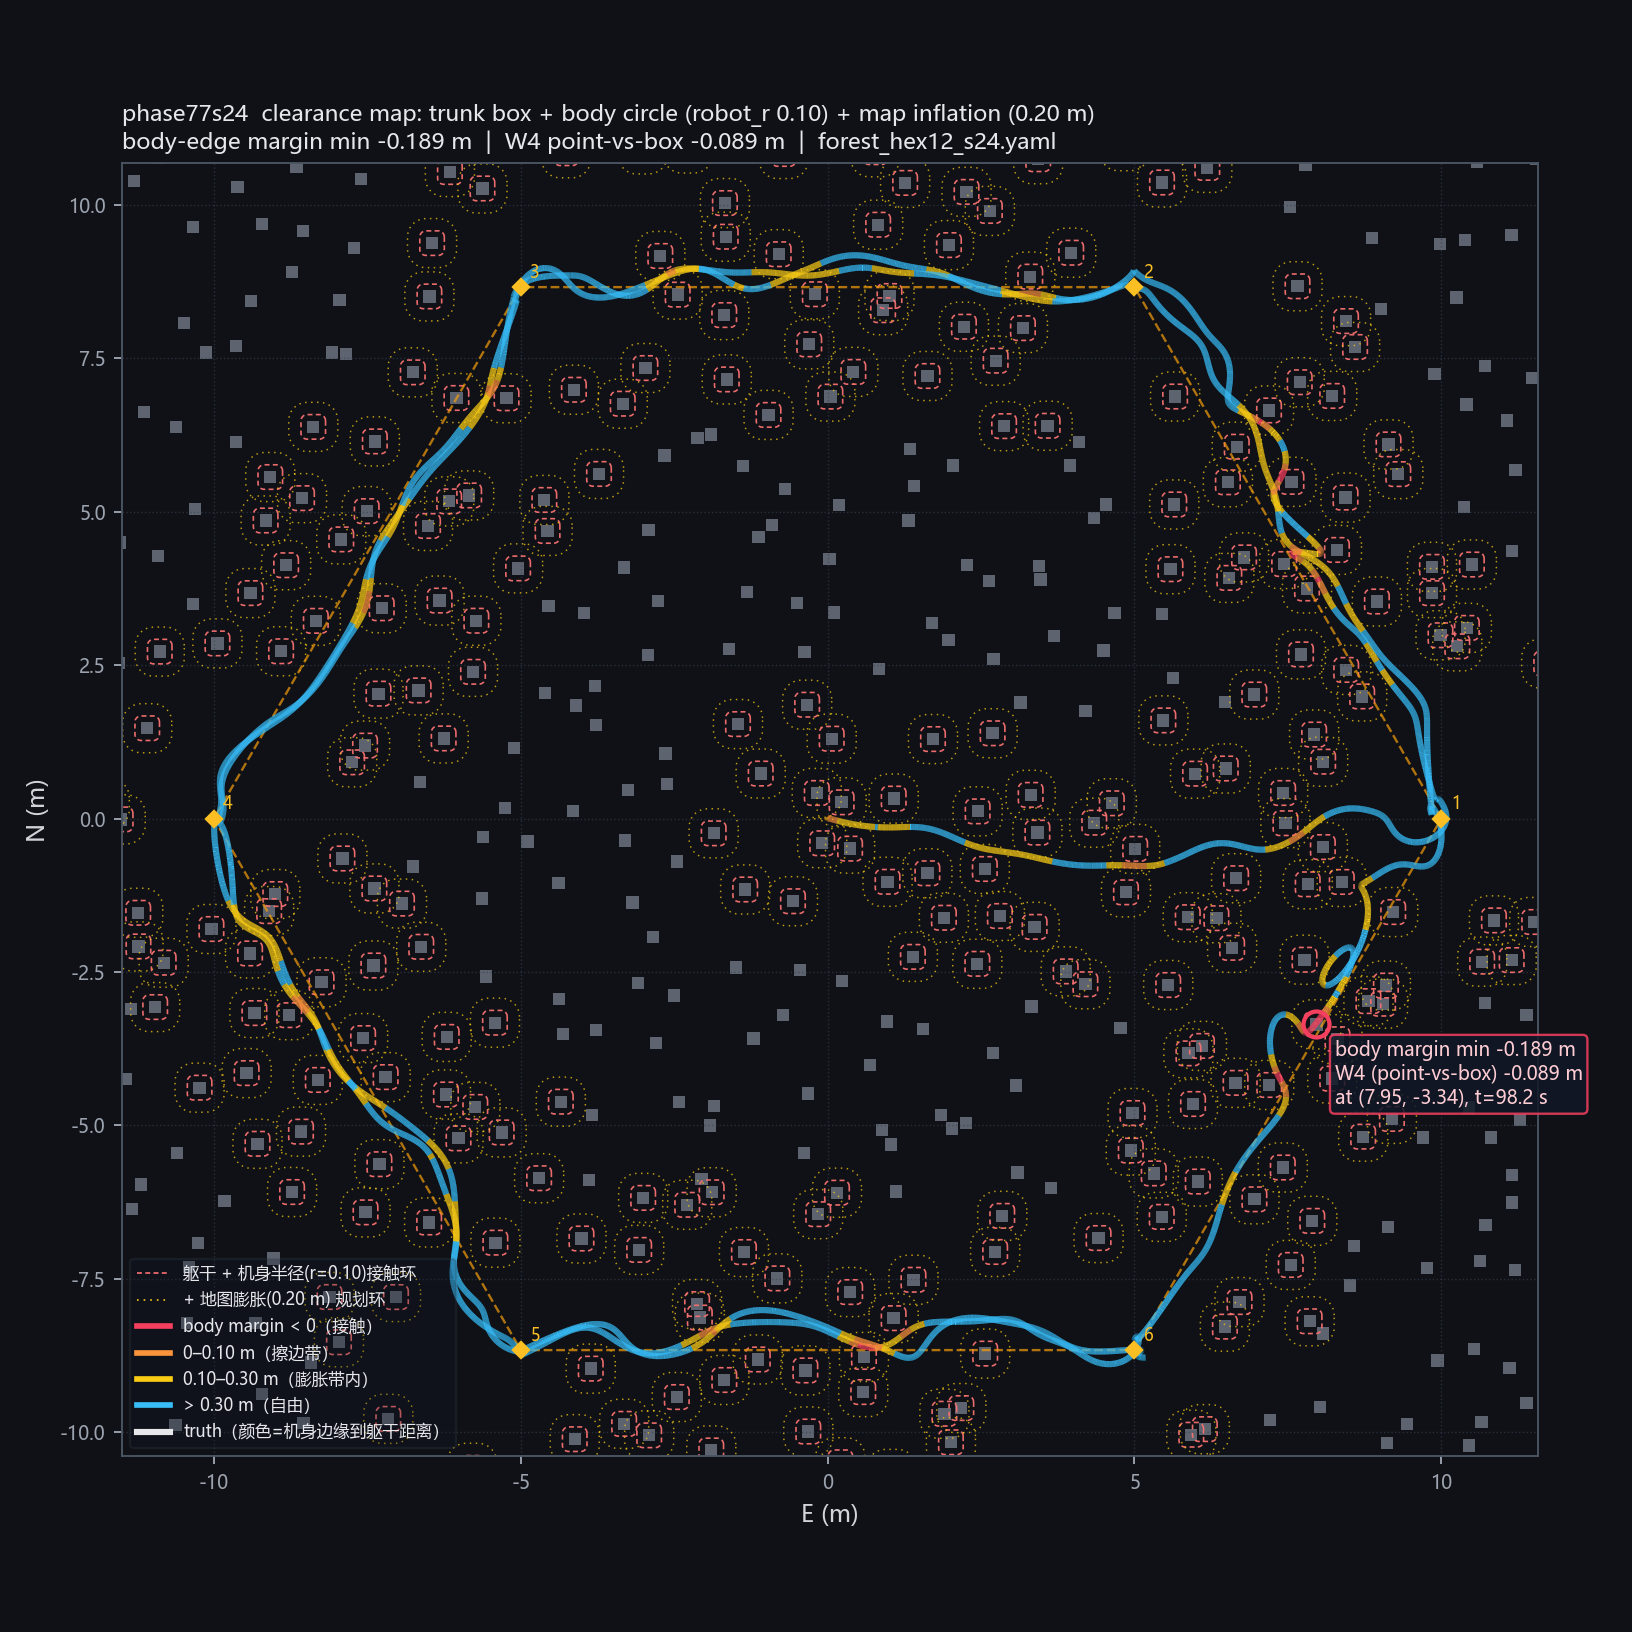 phase77s24 clearance map: trunk box + body circle (robot_r 0.10) + map inflation (0.20 m)
body-edge margin min -0.189 m | W4 point-vs-box -0.089 m | forest_hex12_s24.yaml
10.0
7.5
5.0
2.5
0.0
-2.5
-5.0
-7.5
-10.0
N (m)
3
2
4
1
5
6
body margin min -0.189 m
W4 (point-vs-box) -0.089 m
at (7.95, -3.34), t=98.2 s
躯干 + 机身半径(r=0.10)接触环
+ 地图膨胀(0.20 m) 规划环
body margin < 0（接触）
0–0.10 m（擦边带）
0.10–0.30 m（膨胀带内）
> 0.30 m（自由）
truth（颜色=机身边缘到躯干距离）
-10
-5
0
5
10
E (m)